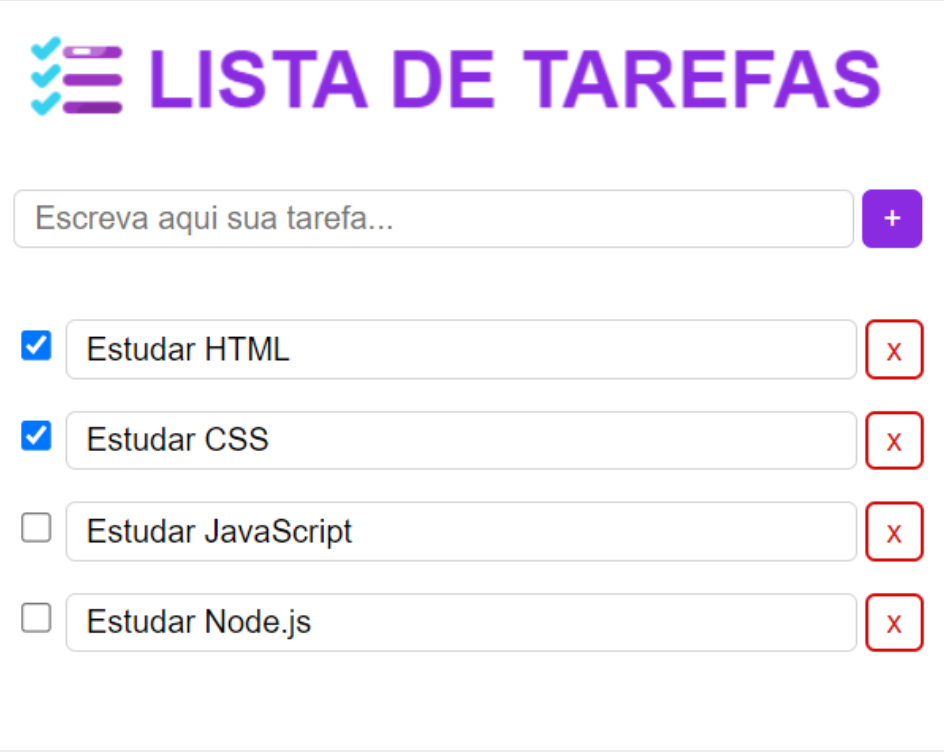 LISTA DE TAREFAS
Escreva aqui sua tarefa... +
Estudar HTML x
Estudar CSS x
Estudar JavaScript x
Estudar Node.js x